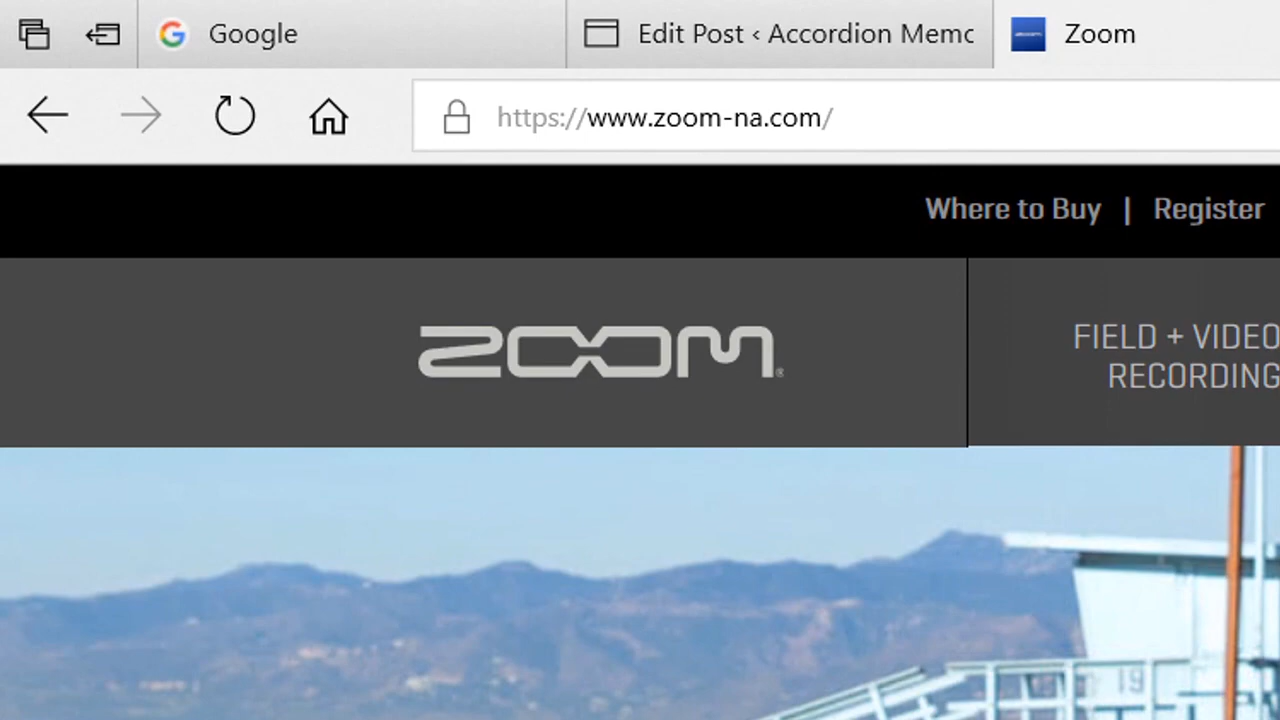 Google
Edit Post ‹ Accordion Memo
Zoom
https://www.zoom-na.com/
Where to Buy | Register
ZOOM®
FIELD + VIDEO
RECORDING
19